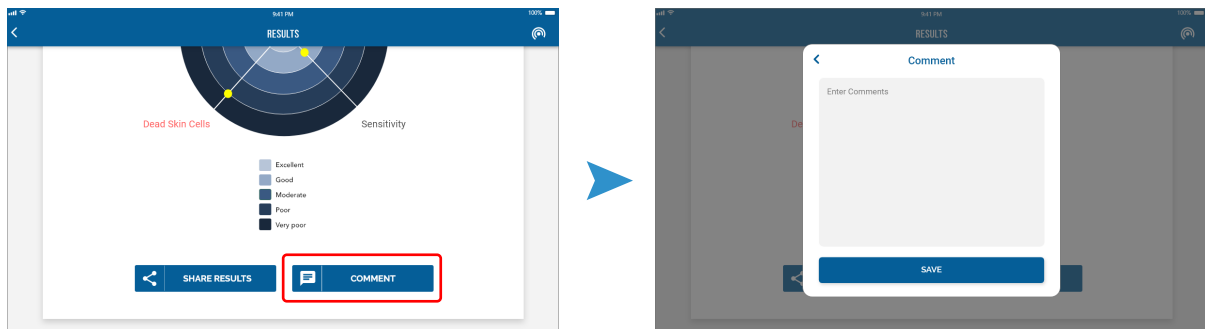 9:41 PM
100%
RESULTS
Dead Skin Cells
Sensitivity
Excellent
Good
Moderate
Poor
Very poor
SHARE RESULTS
COMMENT
9:41 PM
100%
RESULTS
Comment
Enter Comments
De
SAVE